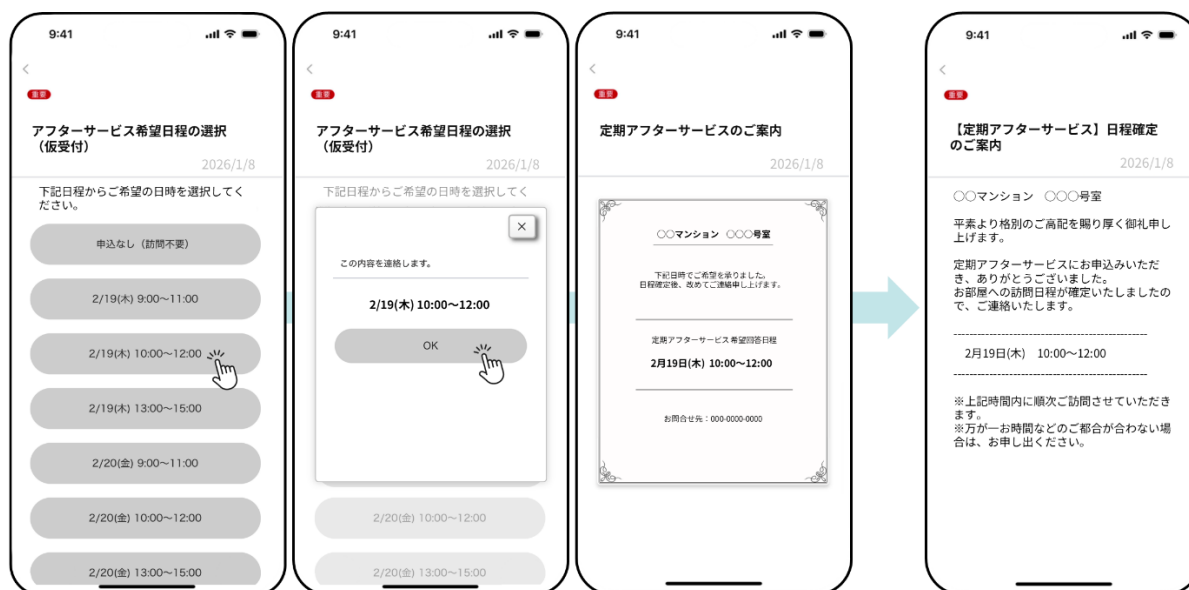 9:41
重要
アフターサービス希望日程の選択
(仮受付)
2026/1/8
下記日程からご希望の日時を選択してく
ださい。
申込なし(訪問不要)
2/19(木) 9:00～11:00
2/19(木) 10:00～12:00
2/19(木) 13:00～15:00
2/20(金) 9:00～11:00
2/20(金) 10:00～12:00
2/20(金) 13:00～15:00
9:41
重要
アフターサービス希望日程の選択
(仮受付)
2026/1/8
下記日程からご希望の日時を選択してく
×
この内容を連絡します。
2/19(木) 10:00～12:00
OK
2/20(金) 10:00～12:00
2/20(金) 13:00～15:00
9:41
重要
定期アフターサービスのご案内
2026/1/8
○○マンション ○○○号室
下記日時でご希望を承りました。
日程確定後、改めてご連絡申し上げます。
定期アフターサービス希望回答日程
2月19日(木) 10:00～12:00
お問合せ先：000-0000-0000
9:41
重要
【定期アフターサービス】日程確定
のご案内
2026/1/8
○○マンション ○○○号室
平素より格別のご高配を賜り厚く御礼申し
上げます。
定期アフターサービスにお申込みいただ
き、ありがとうございました。
お部屋への訪問日程が確定いたしましたの
で、ご連絡いたします。
------------------------------------------------
2月19日(木) 10:00～12:00
------------------------------------------------
※上記時間内に順次ご訪問させていただき
ます。
※万が一お時間などのご都合が合わない場
合は、お申し出ください。